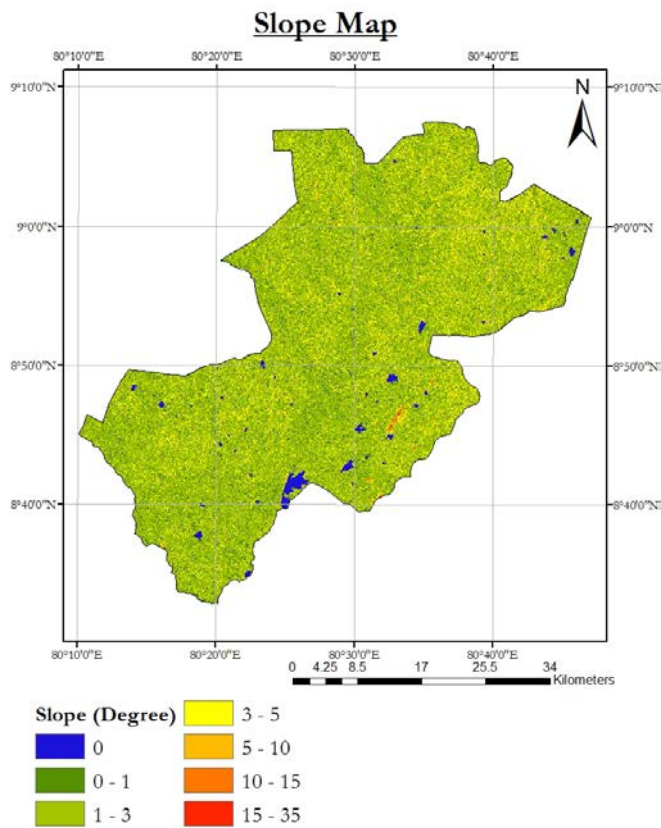 Slope Map
80°10'0"E 80°20'0"E 80°30'0"E 80°40'0"E
9°10'0"N 9°10'0"N
N
9°0'0"N 9°0'0"N
8°50'0"N 8°50'0"N
8°40'0"N 8°40'0"N
80°10'0"E 80°20'0"E 80°30'0"E 80°40'0"E
0 4.25 8.5 17 25.5 34
Kilometers
Slope (Degree) 3 - 5
0 5 - 10
0 - 1 10 - 15
1 - 3 15 - 35